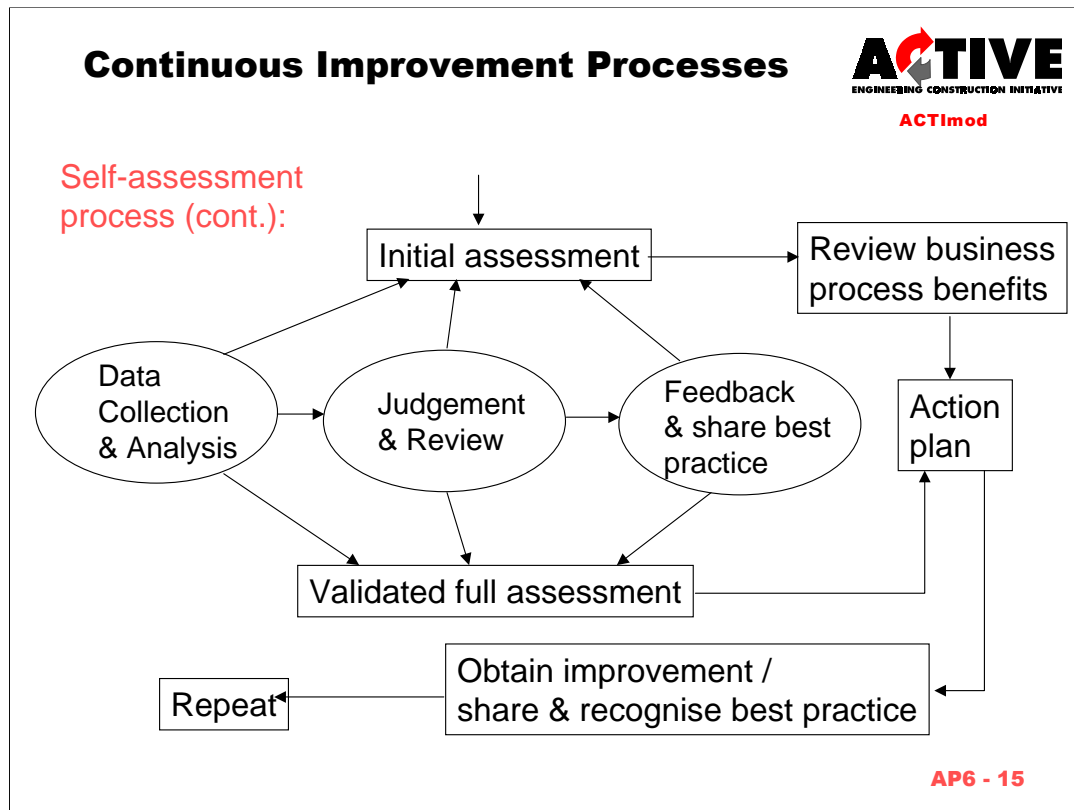 Continuous Improvement Processes
ACTIVE
ENGINEERING CONSTRUCTION INITIATIVE
ACTImod
Self-assessment
process (cont.):
Initial assessment
Review business
process benefits
Data
Collection
& Analysis
Judgement
& Review
Feedback
& share best
practice
Action
plan
Validated full assessment
Obtain improvement /
share & recognise best practice
Repeat
AP6 - 15